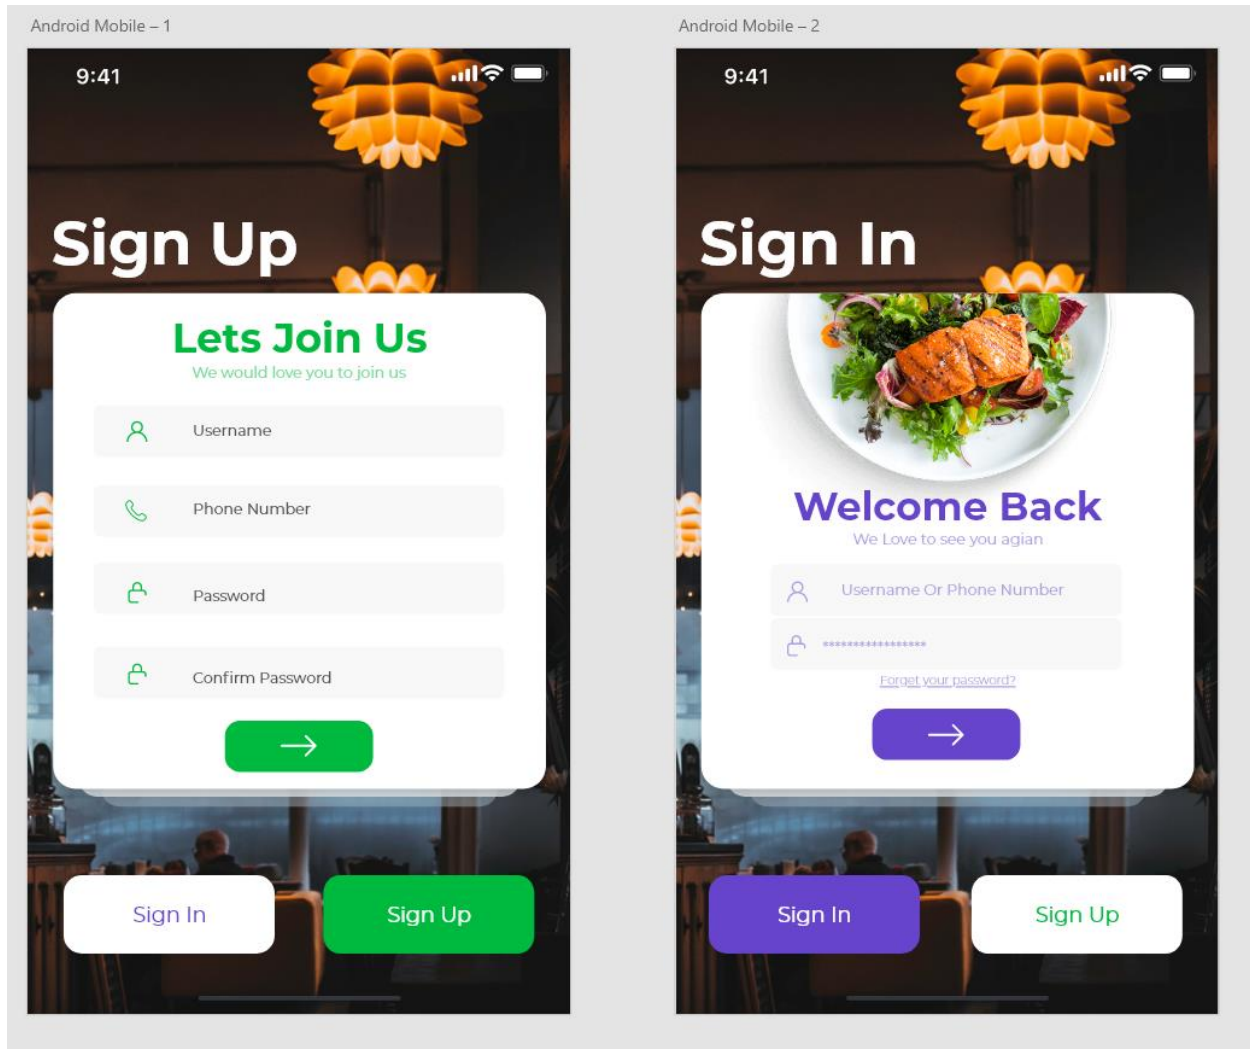 Android Mobile – 1
9:41
Sign Up
Lets Join Us
We would love you to join us
Username
Phone Number
Password
Confirm Password
Sign In
Sign Up
Android Mobile – 2
9:41
Sign In
Welcome Back
We Love to see you agian
Username Or Phone Number
*****************
Forget your password?
Sign In
Sign Up